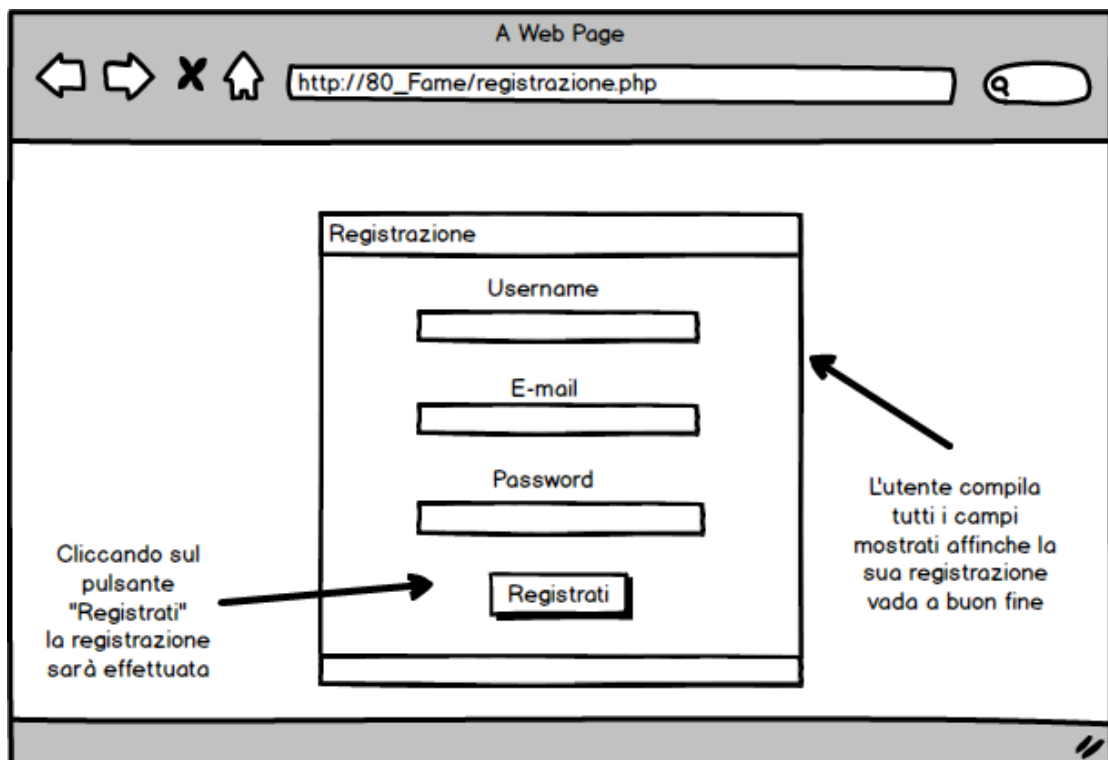 A Web Page
http://80_Fame/registrazione.php
Registrazione
Username
E-mail
Password
Registrati
Cliccando sul
pulsante
"Registrati"
la registrazione
sarà effettuata
L'utente compila
tutti i campi
mostrati affinche la
sua registrazione
vada a buon fine